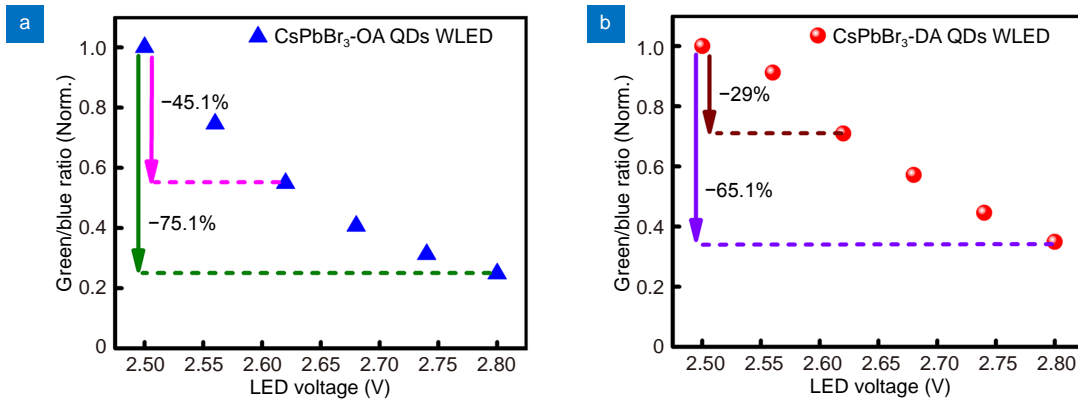 a
CsPbBr₃-OA QDs WLED
1.0
0.8
0.6
0.4
0.2
0
Green/blue ratio (Norm.)
−45.1%
−75.1%
2.50 2.55 2.60 2.65 2.70 2.75 2.80
LED voltage (V)
b
CsPbBr₃-DA QDs WLED
1.0
0.8
0.6
0.4
0.2
0
Green/blue ratio (Norm.)
−29%
−65.1%
2.50 2.55 2.60 2.65 2.70 2.75 2.80
LED voltage (V)